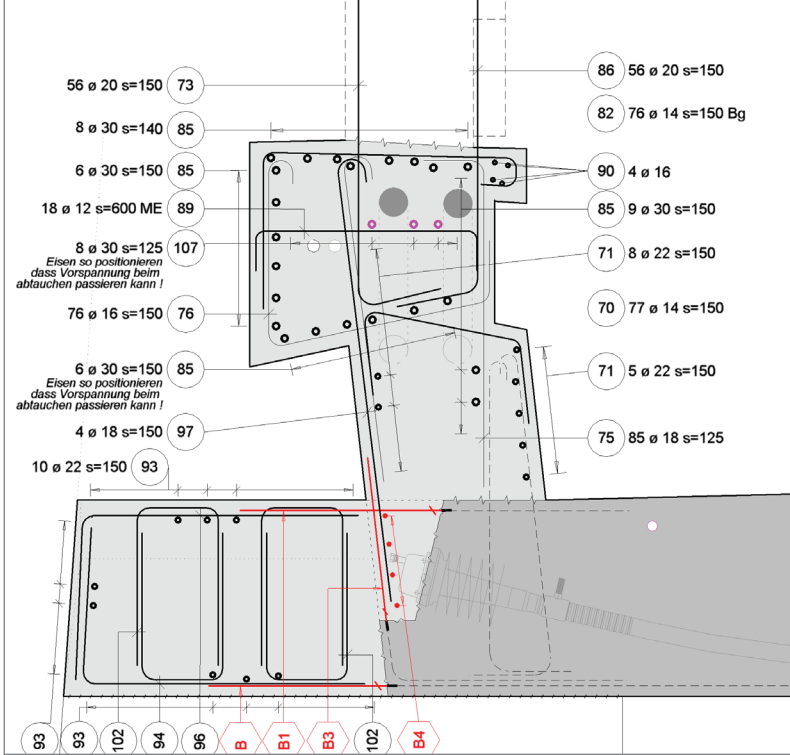 56 ø 20 s=150 73
8 ø 30 s=140 85
6 ø 30 s=150 85
18 ø 12 s=600 ME 89
8 ø 30 s=125 107
Eisen so positionieren
dass Vorspannung beim
abtauchen passieren kann !
76 ø 16 s=150 76
6 ø 30 s=150 85
Eisen so positionieren
dass Vorspannung beim
abtauchen passieren kann !
4 ø 18 s=150 97
10 ø 22 s=150 93
86 56 ø 20 s=150
82 76 ø 14 s=150 Bg
90 4 ø 16
85 9 ø 30 s=150
71 8 ø 22 s=150
70 77 ø 14 s=150
71 5 ø 22 s=150
75 85 ø 18 s=125
93
93
102
94
96
B
B1
B3
102
B4